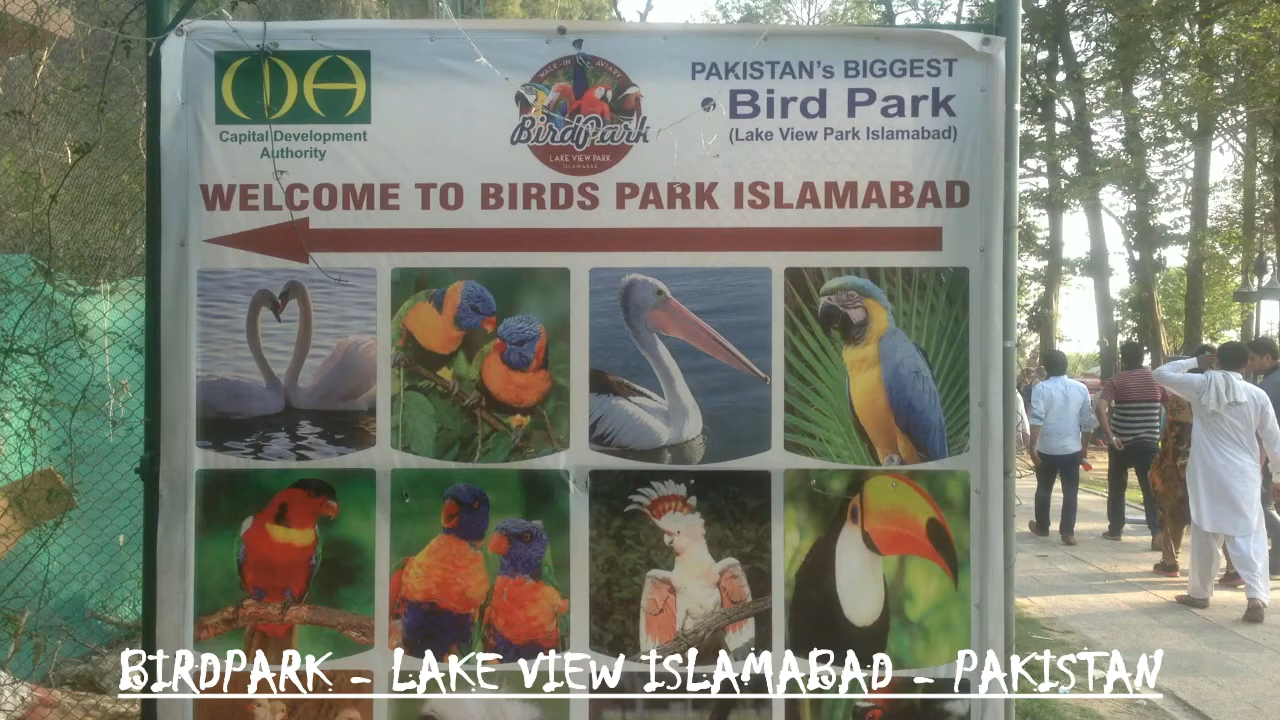 CDA
Capital Development
Authority
WALK-IN AVIARY
BirdPark
LAKE VIEW PARK
ISLAMABAD
PAKISTAN's BIGGEST
Bird Park
(Lake View Park Islamabad)
WELCOME TO BIRDS PARK ISLAMABAD
BIRDPARK - LAKE VIEW ISLAMABAD - PAKISTAN